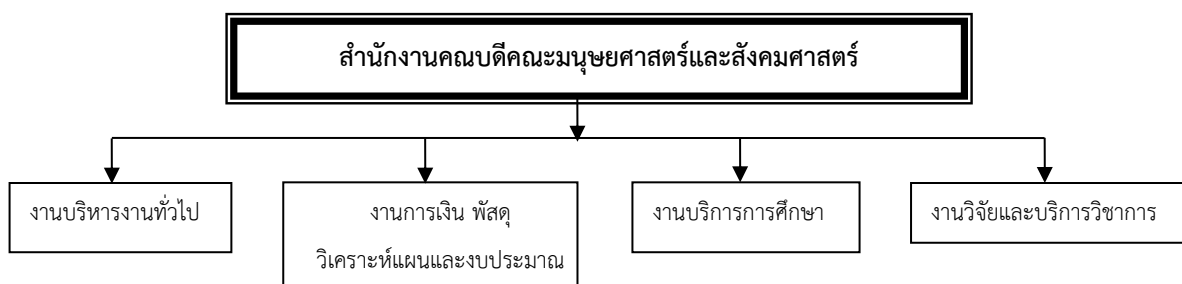 สำนักงานคณบดีคณะมนุษยศาสตร์และสังคมศาสตร์
งานบริหารงานทั่วไป
งานการเงิน พัสดุ
วิเคราะห์แผนและงบประมาณ
งานบริการการศึกษา
งานวิจัยและบริการวิชาการ